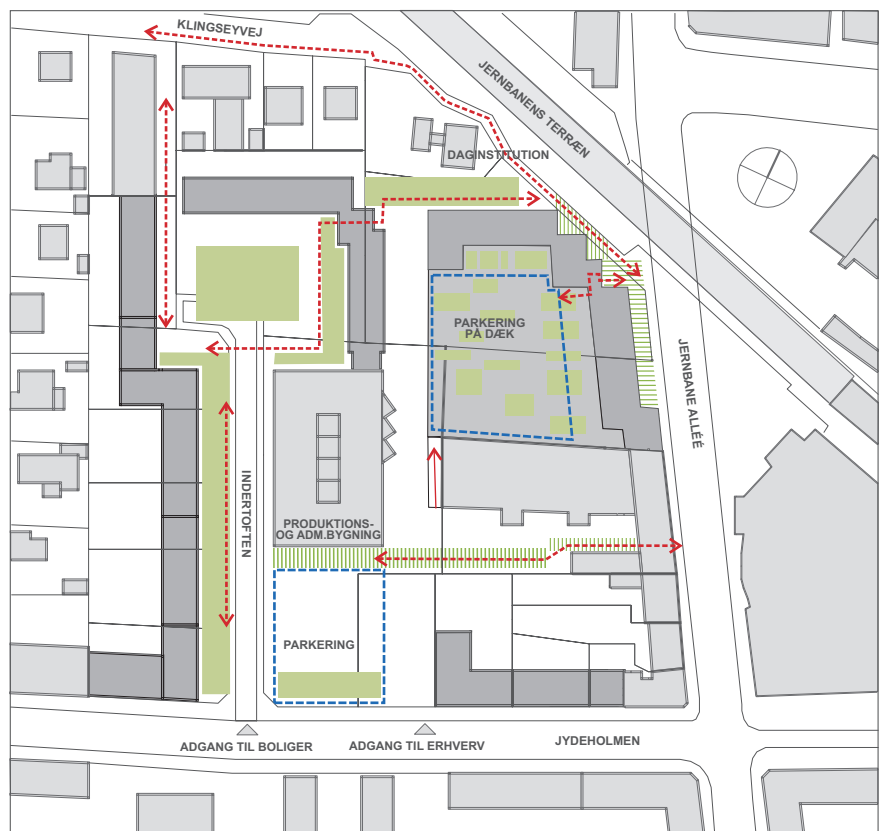 KLINGSEYVEJ
JERNBANENS TERRÆN
DAGINSTITUTION
PARKERING
PÅ DÆK
JERNBANE ALLÉÉ
INDERTOFTEN
PRODUKTIONS-
OG ADM.BYGNING
PARKERING
ADGANG TIL BOLIGER
ADGANG TIL ERHVERV
JYDEHOLMEN